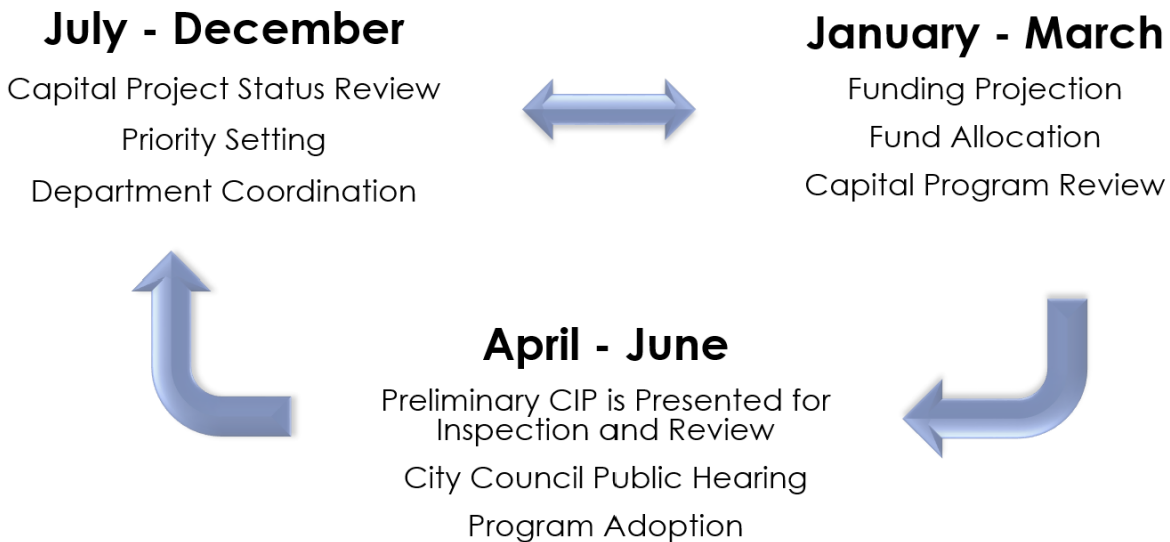 July - December
Capital Project Status Review
Priority Setting
Department Coordination
January - March
Funding Projection
Fund Allocation
Capital Program Review
April - June
Preliminary CIP is Presented for
Inspection and Review
City Council Public Hearing
Program Adoption